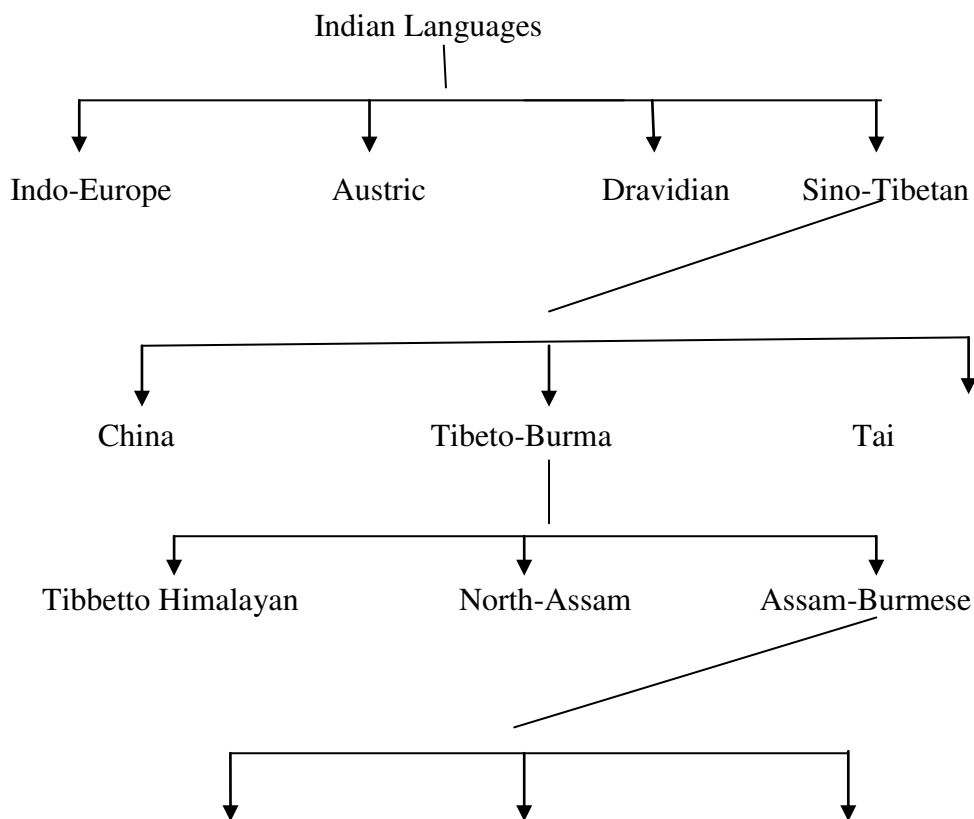 Indian Languages
Indo-Europe Austric Dravidian Sino-Tibetan
China Tibeto-Burma Tai
Tibbetto Himalayan North-Assam Assam-Burmese